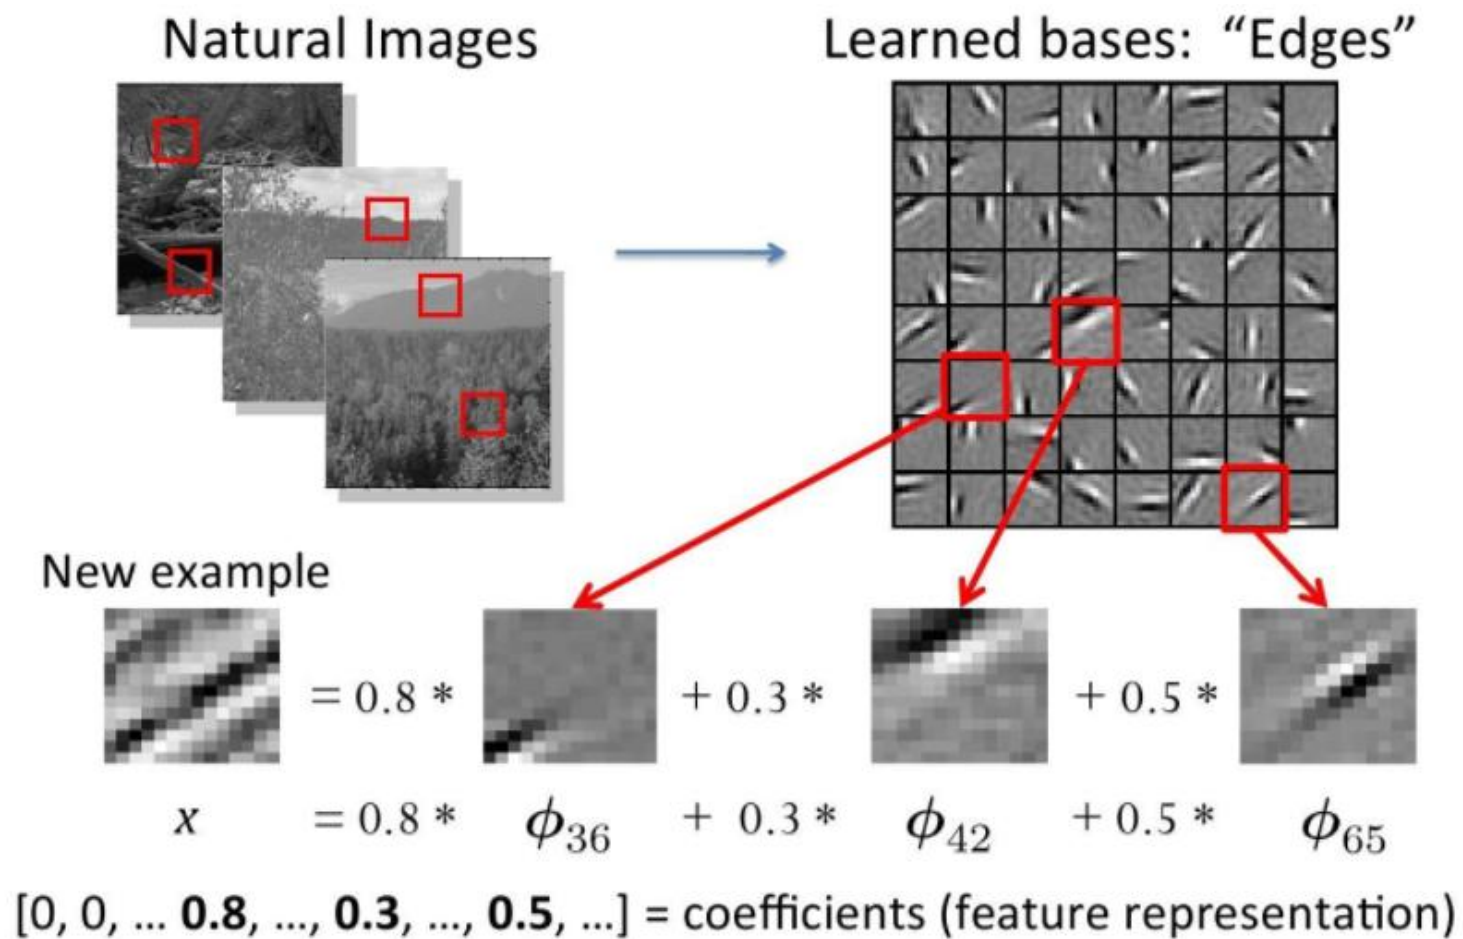 Natural Images
Learned bases: “Edges”
New example
= 0.8 * + 0.3 * + 0.5 *
x = 0.8 * ϕ36 + 0.3 * ϕ42 + 0.5 * ϕ65
[0, 0, ... 0.8, ..., 0.3, ..., 0.5, ...] = coefficients (feature representation)